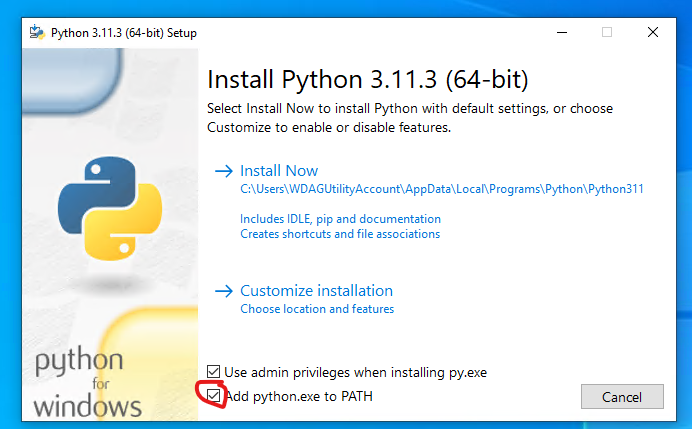 Python 3.11.3 (64-bit) Setup
Install Python 3.11.3 (64-bit)
Select Install Now to install Python with default settings, or choose
Customize to enable or disable features.
Install Now
C:\Users\WDAGUtilityAccount\AppData\Local\Programs\Python\Python311
Includes IDLE, pip and documentation
Creates shortcuts and file associations
Customize installation
Choose location and features
python
for
windows
Use admin privileges when installing py.exe
Add python.exe to PATH
Cancel